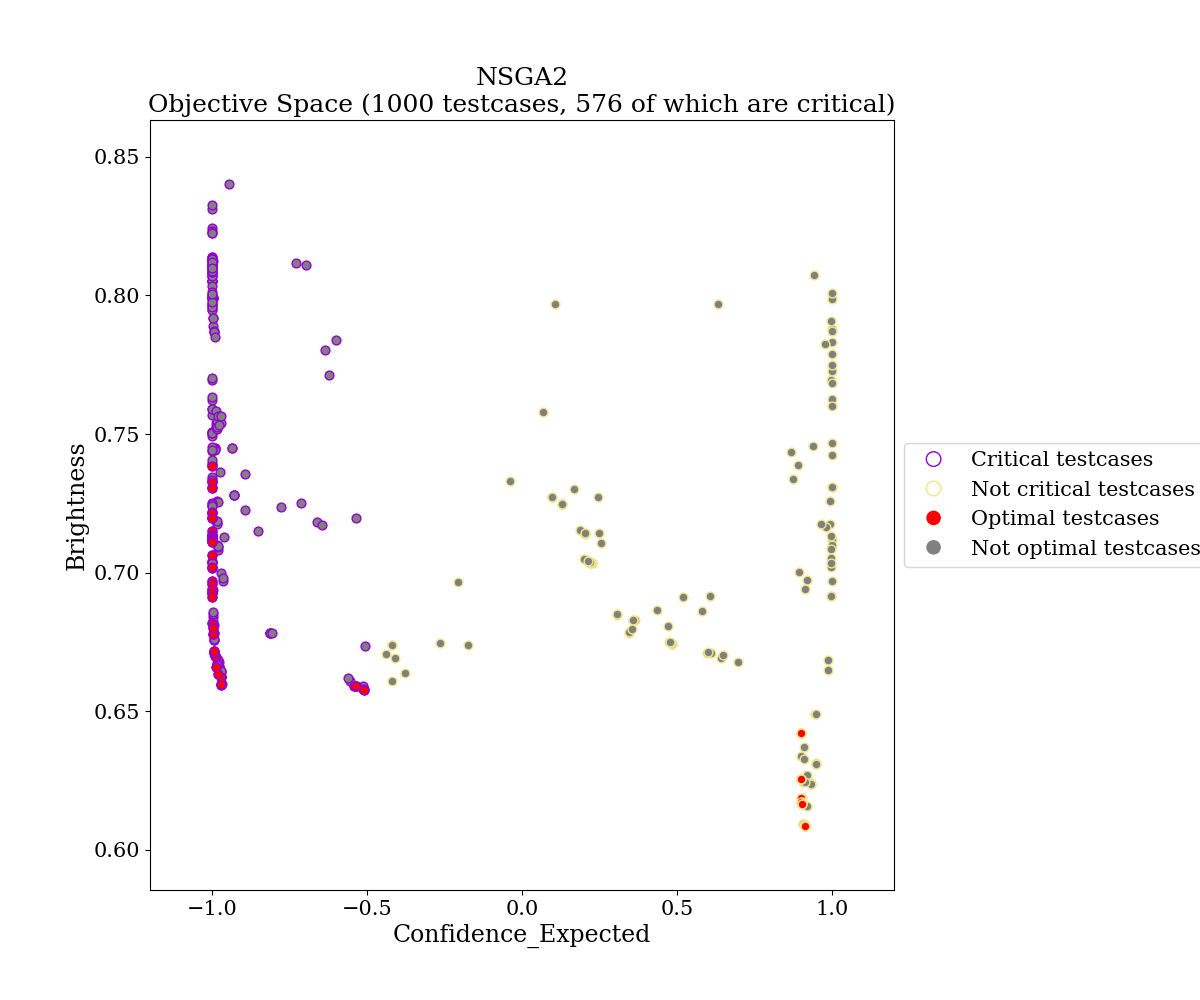 NSGA2
Objective Space (1000 testcases, 576 of which are critical)
0.85
0.80
0.75
0.70
0.65
0.60
Brightness
−1.0
−0.5
0.0
0.5
1.0
Confidence_Expected
Critical testcases
Not critical testcases
Optimal testcases
Not optimal testcases